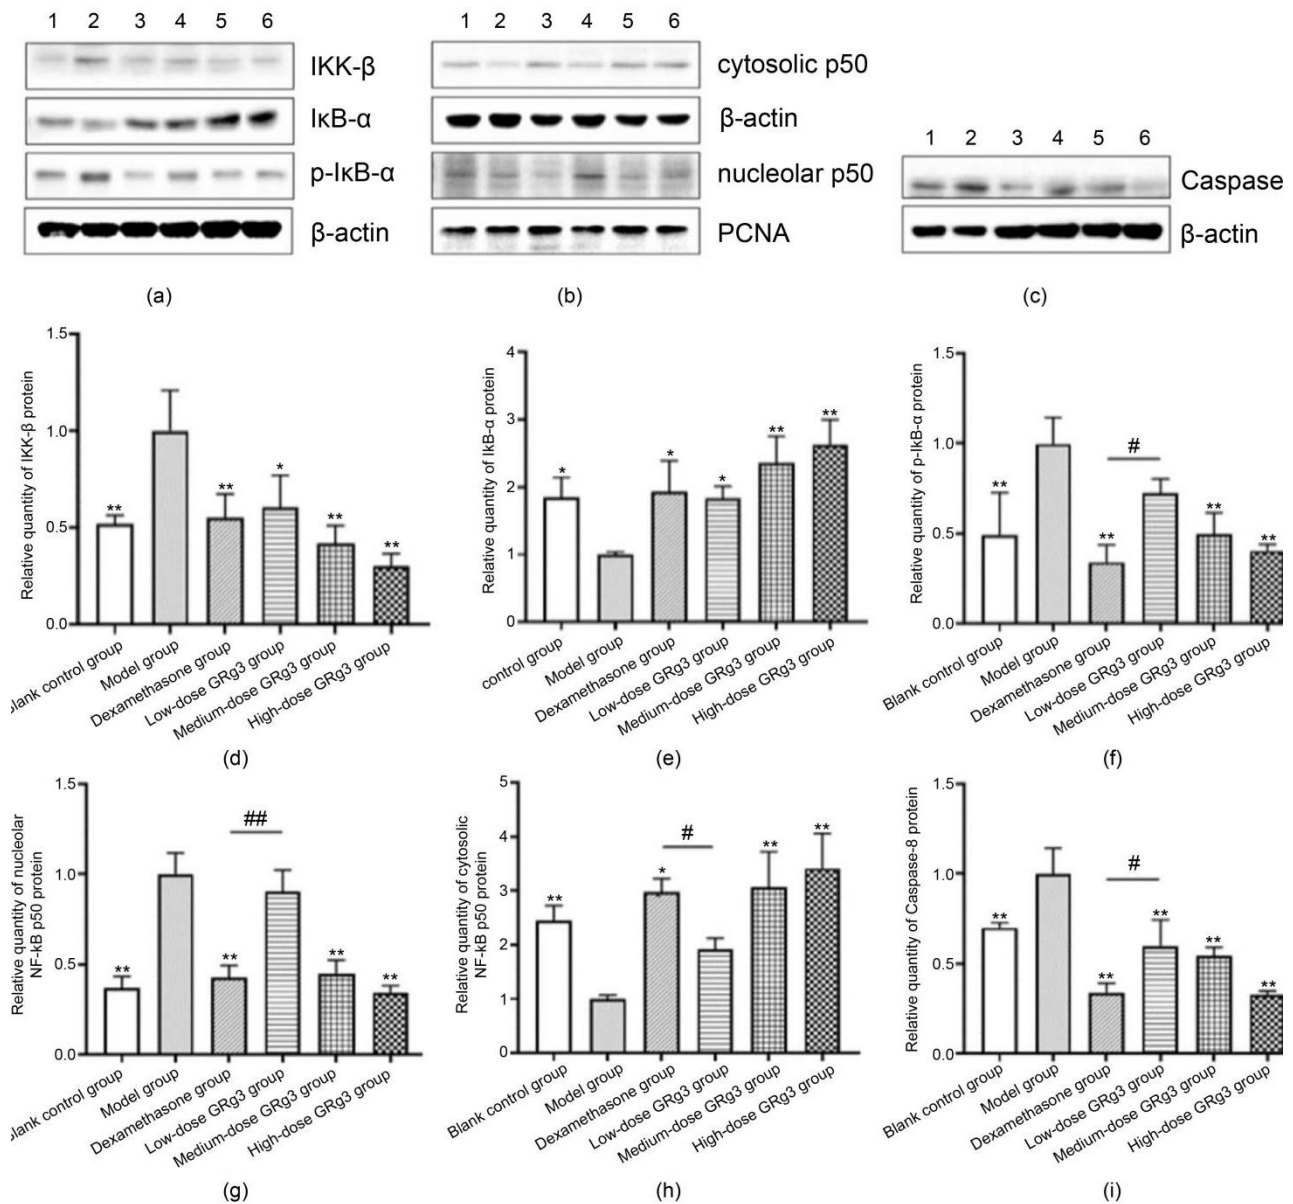 1 2 3 4 5 6
IKK-β
IκB-α
p-IκB-α
β-actin
(a)
1 2 3 4 5 6
cytosolic p50
β-actin
nucleolar p50
PCNA
(b)
1 2 3 4 5 6
Caspase
β-actin
(c)
Relative quantity of IKK-β protein
1.5
1.0
0.5
0.0
** ** * ** **
Blank control group
Model group
Dexamethasone group
Low-dose GRg3 group
Medium-dose GRg3 group
High-dose GRg3 group
(d)
Relative quantity of IkB-α protein
4
3
2
1
0
* * * ** **
control group
Model group
Dexamethasone group
Low-dose GRg3 group
Medium-dose GRg3 group
High-dose GRg3 group
(e)
Relative quantity of p-IkB-α protein
1.5
1.0
0.5
0.0
** ** # ** **
Blank control group
Model group
Dexamethasone group
Low-dose GRg3 group
Medium-dose GRg3 group
High-dose GRg3 group
(f)
Relative quantity of nucleolar
NF-kB p50 protein
1.5
1.0
0.5
0.0
** ** ## ** **
Blank control group
Model group
Dexamethasone group
Low-dose GRg3 group
Medium-dose GRg3 group
High-dose GRg3 group
(g)
Relative quantity of cytosolic
NF-kB p50 protein
5
4
3
2
1
0
** * # ** **
Blank control group
Model group
Dexamethasone group
Low-dose GRg3 group
Medium-dose GRg3 group
High-dose GRg3 group
(h)
Relative quantity of Caspase-8 protein
1.5
1.0
0.5
0.0
** ** # ** ** **
Blank control group
Model group
Dexamethasone group
Low-dose GRg3 group
Medium-dose GRg3 group
High-dose GRg3 group
(i)